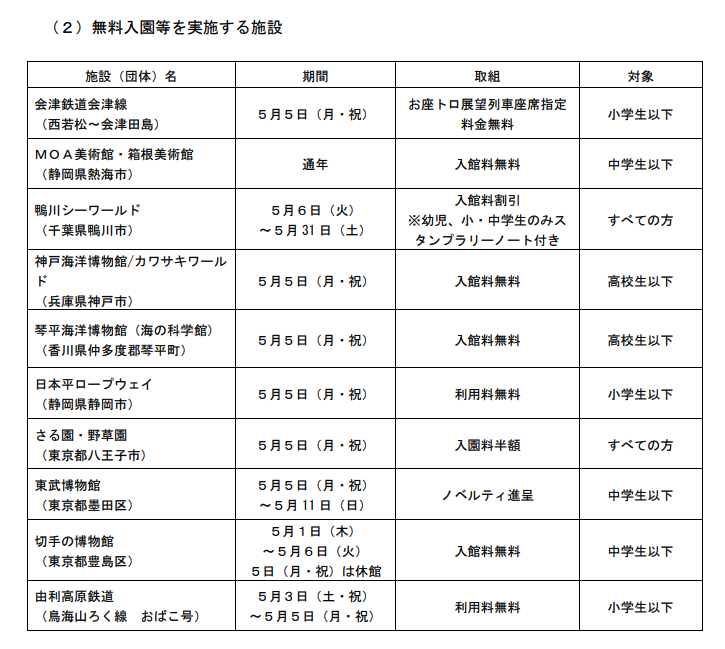 （２）無料入園等を実施する施設
施設（団体）名
期間
取組
対象
会津鉄道会津線
（西若松～会津田島）
５月５日（月・祝）
お座トロ展望列車座席指定
料金無料
小学生以下
ＭＯＡ美術館・箱根美術館
（静岡県熱海市）
通年
入館料無料
中学生以下
鴨川シーワールド
（千葉県鴨川市）
５月６日（火）
～５月 31 日（土）
入館料割引
※幼児、小・中学生のみス
タンプラリーノート付き
すべての方
神戸海洋博物館/カワサキワール
ド
（兵庫県神戸市）
５月５日（月・祝）
入館料無料
高校生以下
琴平海洋博物館（海の科学館）
（香川県仲多度郡琴平町）
５月５日（月・祝）
入館料無料
高校生以下
日本平ロープウェイ
（静岡県静岡市）
５月５日（月・祝）
利用料無料
小学生以下
さる園・野草園
（東京都八王子市）
５月５日（月・祝）
入園料半額
すべての方
東武博物館
（東京都墨田区）
５月５日（月・祝）
～５月 11 日（日）
ノベルティ進呈
中学生以下
切手の博物館
（東京都豊島区）
５月１日（木）
～５月６日（火）
５日（月・祝）は休館
入館料無料
中学生以下
由利高原鉄道
（鳥海山ろく線　おばこ号）
５月３日（土・祝）
～５月５日（月・祝）
利用料無料
小学生以下